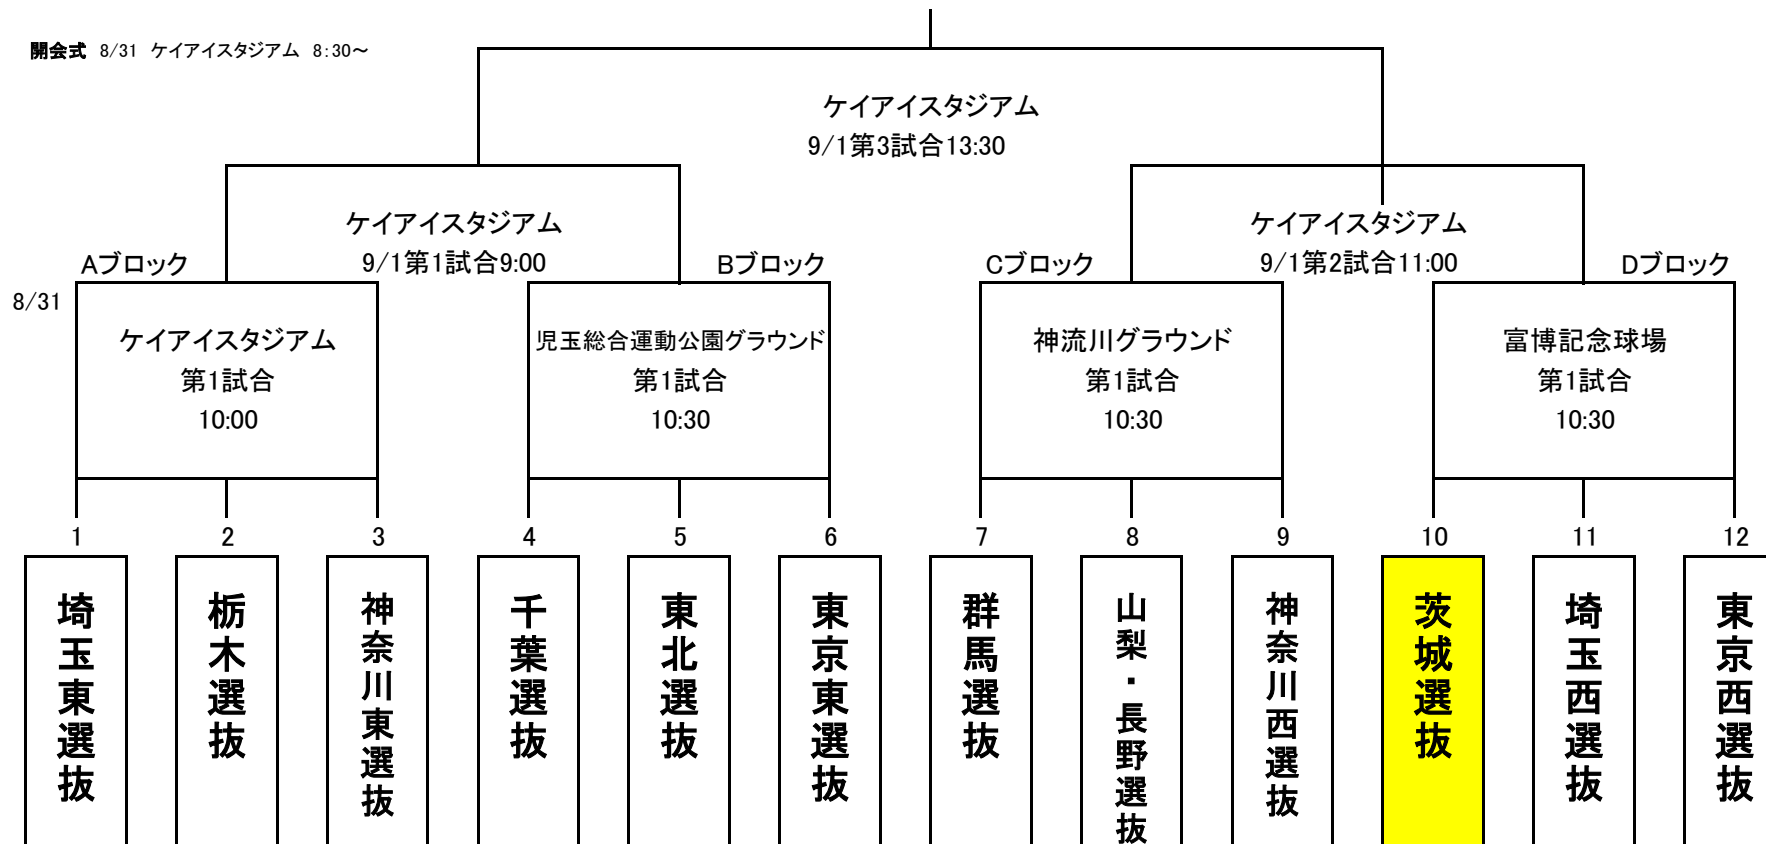 開会式 8/31 ケイアイスタジアム 8:30~
ケイアイスタジアム
9/1第3試合13:30
ケイアイスタジアム
9/1第1試合9:00
ケイアイスタジアム
9/1第2試合11:00
Aブロック
Bブロック
Cブロック
Dブロック
8/31
ケイアイスタジアム
第1試合
10:00
児玉総合運動公園グラウンド
第1試合
10:30
神流川グラウンド
第1試合
10:30
富博記念球場
第1試合
10:30
1
2
3
4
5
6
7
8
9
10
11
12
埼玉東選抜
栃木選抜
神奈川東選抜
千葉選抜
東北選抜
東京東選抜
群馬選抜
山梨・長野選抜
神奈川西選抜
茨城選抜
埼玉西選抜
東京西選抜